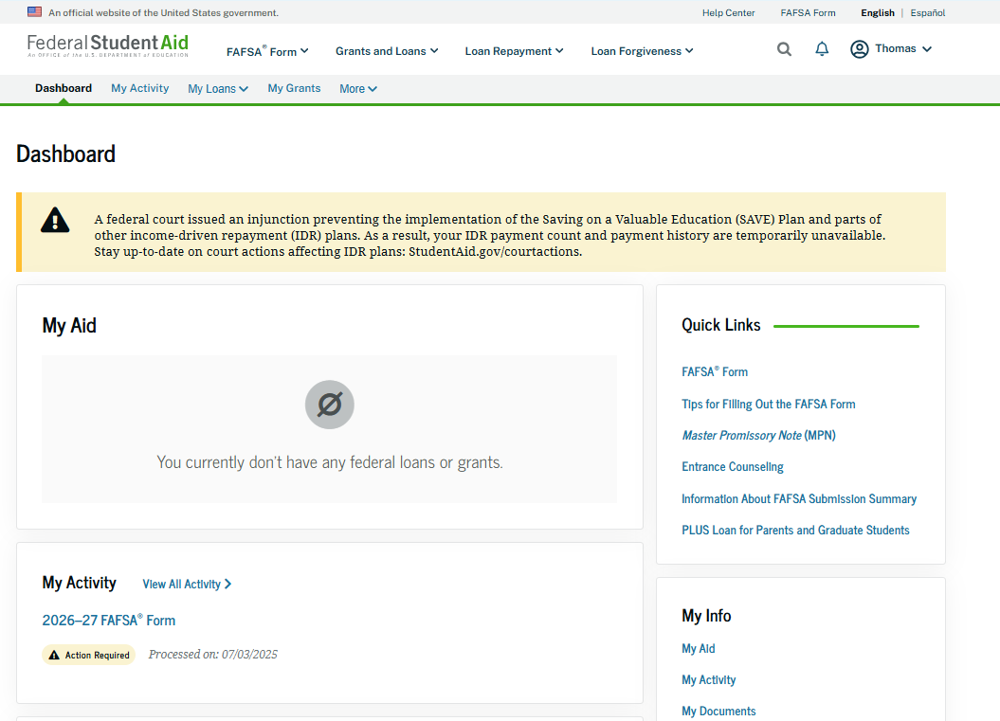 An official website of the United States government.
Help Center
FAFSA Form
English | Español
Federal Student Aid
An OFFICE of the U.S. DEPARTMENT of EDUCATION
FAFSA® Form
Grants and Loans
Loan Repayment
Loan Forgiveness
Thomas
Dashboard
My Activity
My Loans
My Grants
More
Dashboard
A federal court issued an injunction preventing the implementation of the Saving on a Valuable Education (SAVE) Plan and parts of
other income-driven repayment (IDR) plans. As a result, your IDR payment count and payment history are temporarily unavailable.
Stay up-to-date on court actions affecting IDR plans: StudentAid.gov/courtactions.
My Aid
You currently don't have any federal loans or grants.
My Activity
View All Activity
2026–27 FAFSA® Form
Action Required
Processed on: 07/03/2025
Quick Links
FAFSA® Form
Tips for Filling Out the FAFSA Form
Master Promissory Note (MPN)
Entrance Counseling
Information About FAFSA Submission Summary
PLUS Loan for Parents and Graduate Students
My Info
My Aid
My Activity
My Documents